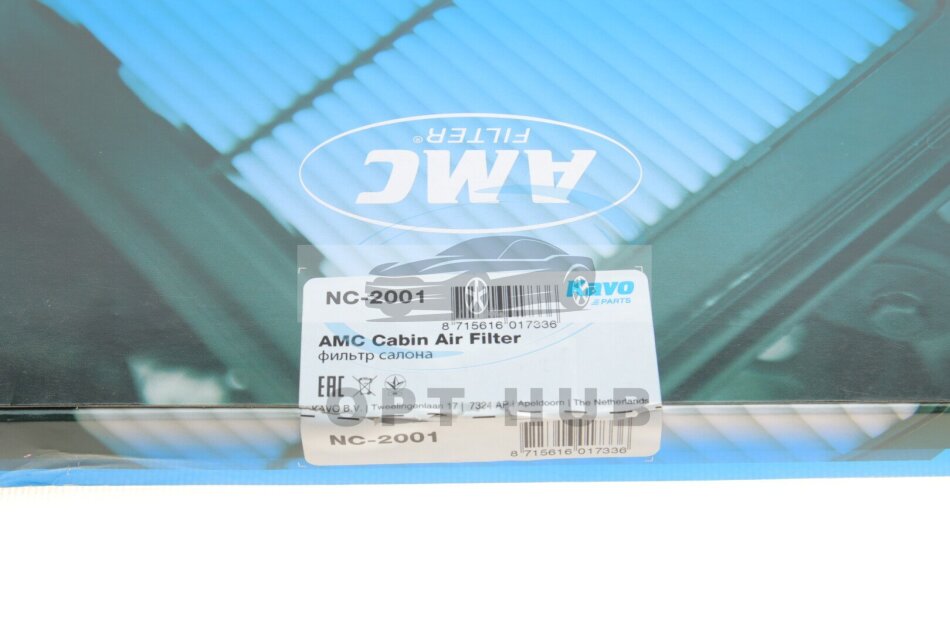 AMC
FILTER®
NC-2001
8 715616 017336
Kavo
PARTS
AMC Cabin Air Filter
фильтр салона
EAC
KAVO B.V. | Tweelingenlaan 17 | 7324 AP | Apeldoorn | The Netherlands
OPT HUB
NC-2001
8 715616 017336